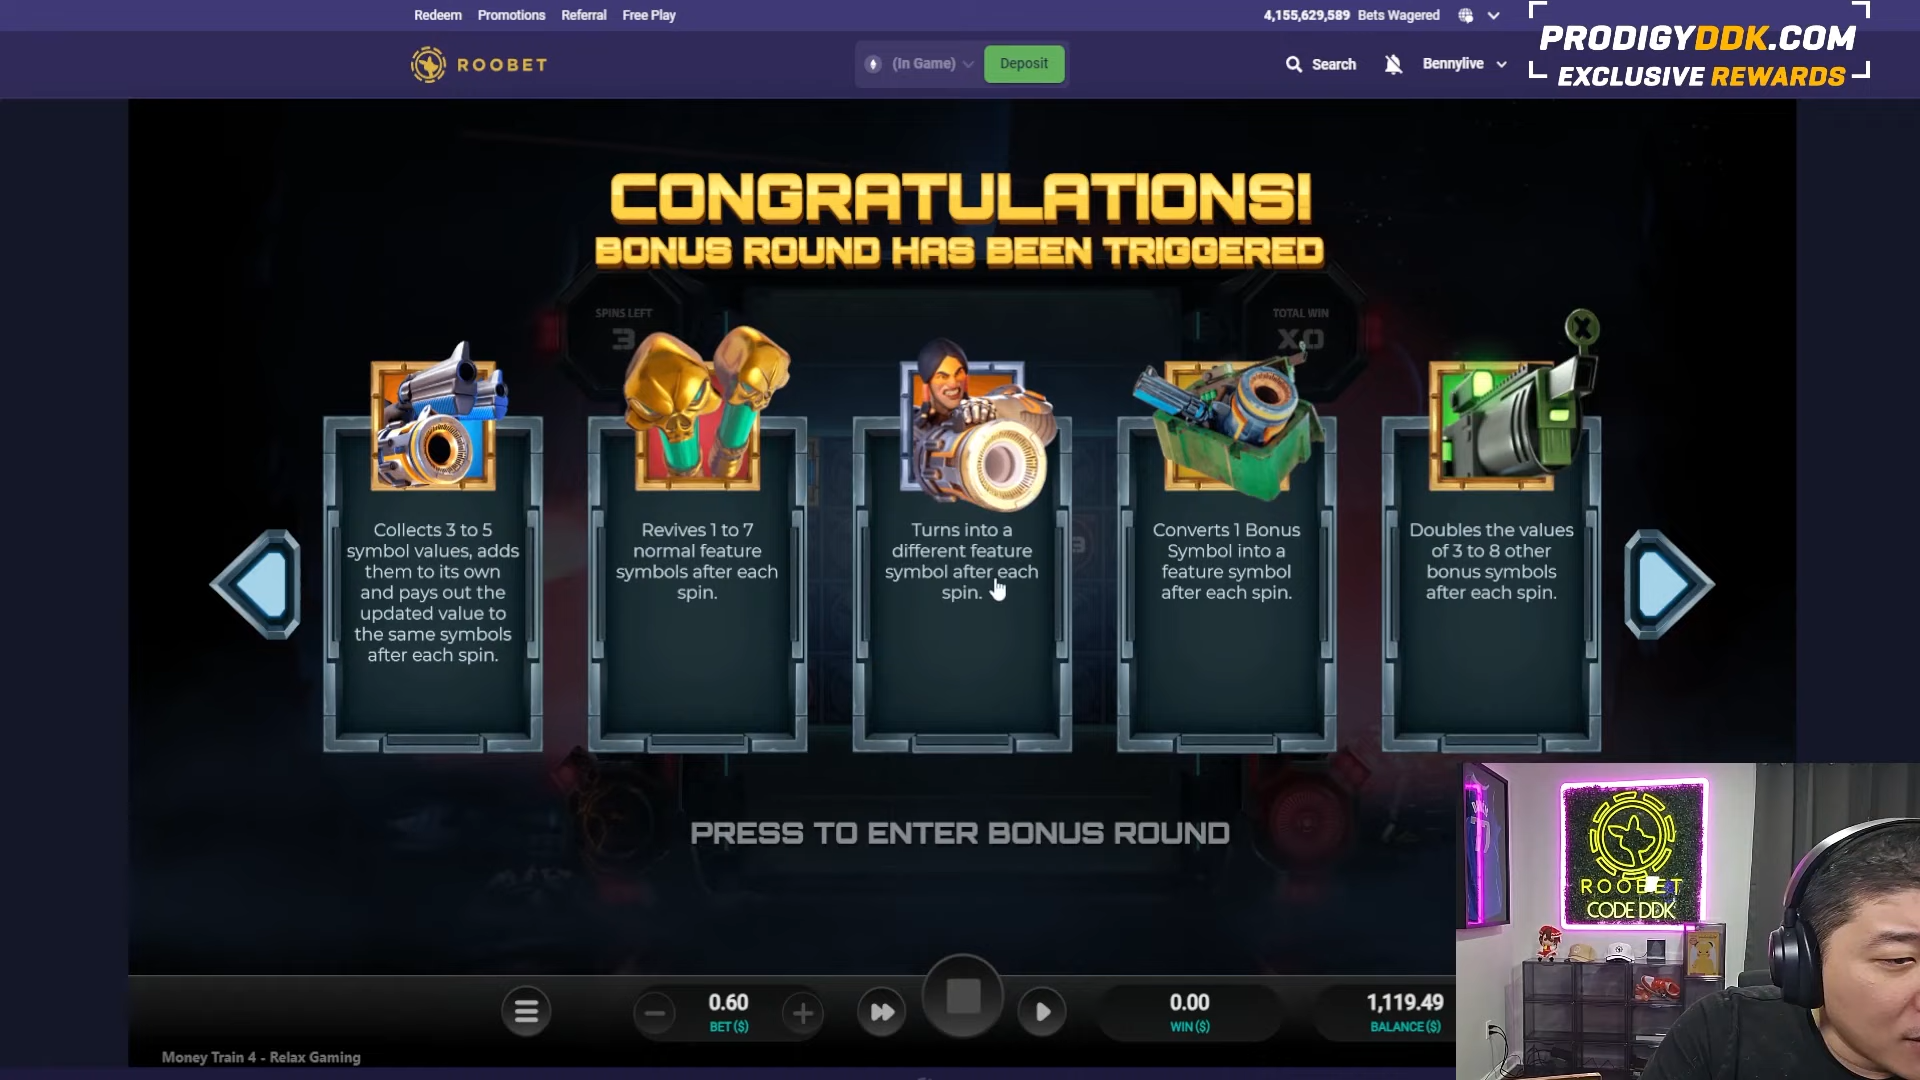 Redeem Promotions Referral Free Play
4,155,629,589 Bets Wagered
PRODIGYDDK.COM
EXCLUSIVE REWARDS
ROOBET
(In Game)
Deposit
Search
Bennylive
CONGRATULATIONS!
BONUS ROUND HAS BEEN TRIGGERED
SPINS LEFT
3
TOTAL WIN
X0
Collects 3 to 5
symbol values, adds
them to its own
and pays out the
updated value to
the same symbols
after each spin.
Revives 1 to 7
normal feature
symbols after each
spin.
Turns into a
different feature
symbol after each
spin.
Converts 1 Bonus
Symbol into a
feature symbol
after each spin.
Doubles the values
of 3 to 8 other
bonus symbols
after each spin.
PRESS TO ENTER BONUS ROUND
ROOBET
CODE DDK
0.60
BET($)
0.00
WIN($)
1,119.49
BALANCE($)
Money Train 4 - Relax Gaming